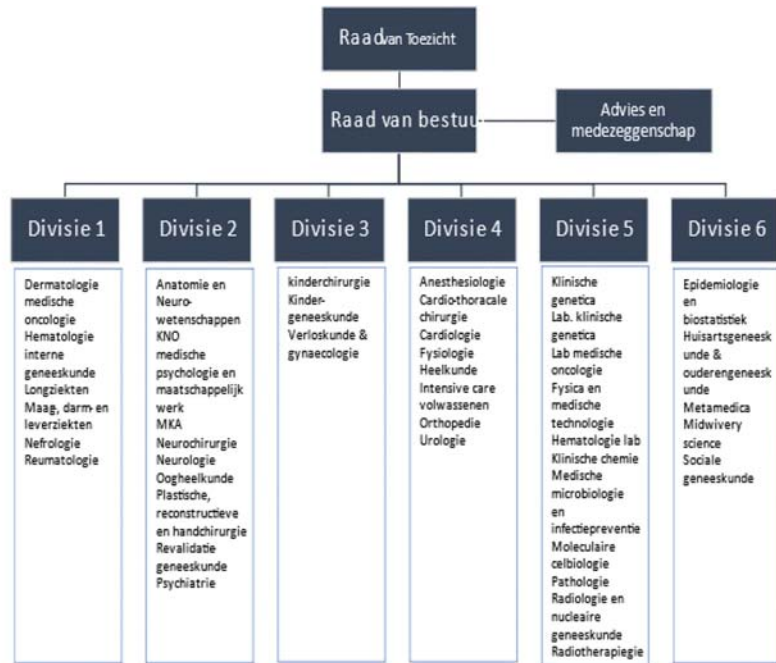 Raad van Toezicht
Raad van bestuu
Advies en
medezeggenschap
Divisie 1
Dermatologie
medische
oncologie
Hematologie
interne
geneeskunde
Longziekten
Maag, darm- en
leverziekten
Nefrologie
Reumatologie
Divisie 2
Anatomie en
Neuro-
wetenschappen
KNO
medische
psychologie en
maatschappelijk
werk
MKA
Neurochirurgie
Neurologie
Oogheelkunde
Plastische,
reconstructieve
en handchirurgie
Revalidatie
geneeskunde
Psychiatrie
Divisie 3
kinderchirurgie
Kinder-
geneeskunde
Verloskunde &
gynaecologie
Divisie 4
Anesthesiologie
Cardio-thoracale
chirurgie
Cardiologie
Fysiologie
Heelkunde
Intensive care
volwassenen
Orthopedie
Urologie
Divisie 5
Klinische
genetica
Lab. klinische
genetica
Lab medische
oncologie
Fysica en
medische
technologie
Hematologie lab
Klinische chemie
Medische
microbiologie
en
infectiepreventie
Moleculaire
celbiologie
Pathologie
Radiologie en
nucleaire
geneeskunde
Radiotherapiegie
Divisie 6
Epidemiologie
en
biostatistiek
Huisartsgeneesk
unde &
ouderengeneesk
unde
Metamedica
Midwivery
science
Sociale
geneeskunde